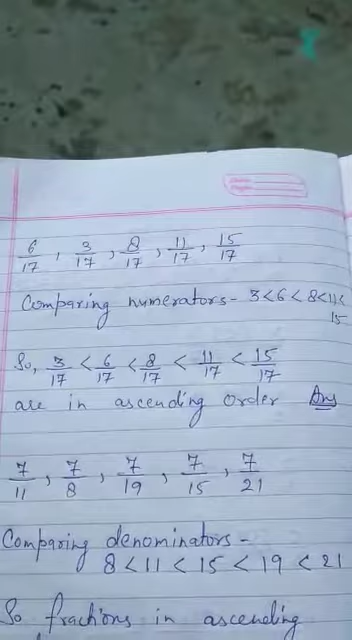 6/17, 3/17, 8/17, 11/17, 15/17
Comparing numerators - 3 < 6 < 8 < 11 <
15
So, 3/17 < 6/17 < 8/17 < 11/17 < 15/17
are in ascending order Ans
7/11, 7/8, 7/19, 7/15, 7/21
Comparing denominators -
8 < 11 < 15 < 19 < 21
So fractions in ascending